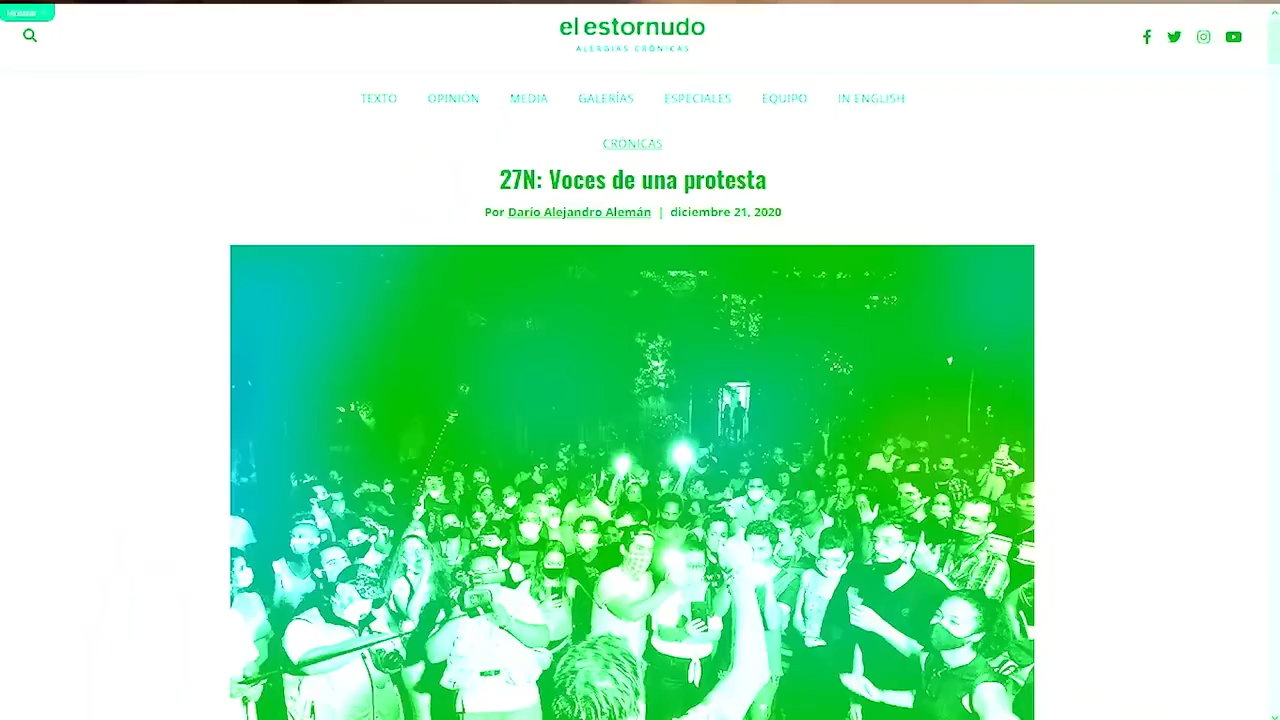 el estornudo
ALERGIAS CRÓNICAS
TEXTO OPINIÓN MEDIA GALERÍAS ESPECIALES EQUIPO IN ENGLISH
CRÓNICAS
27N: Voces de una protesta
Por Darío Alejandro Alemán | diciembre 21, 2020